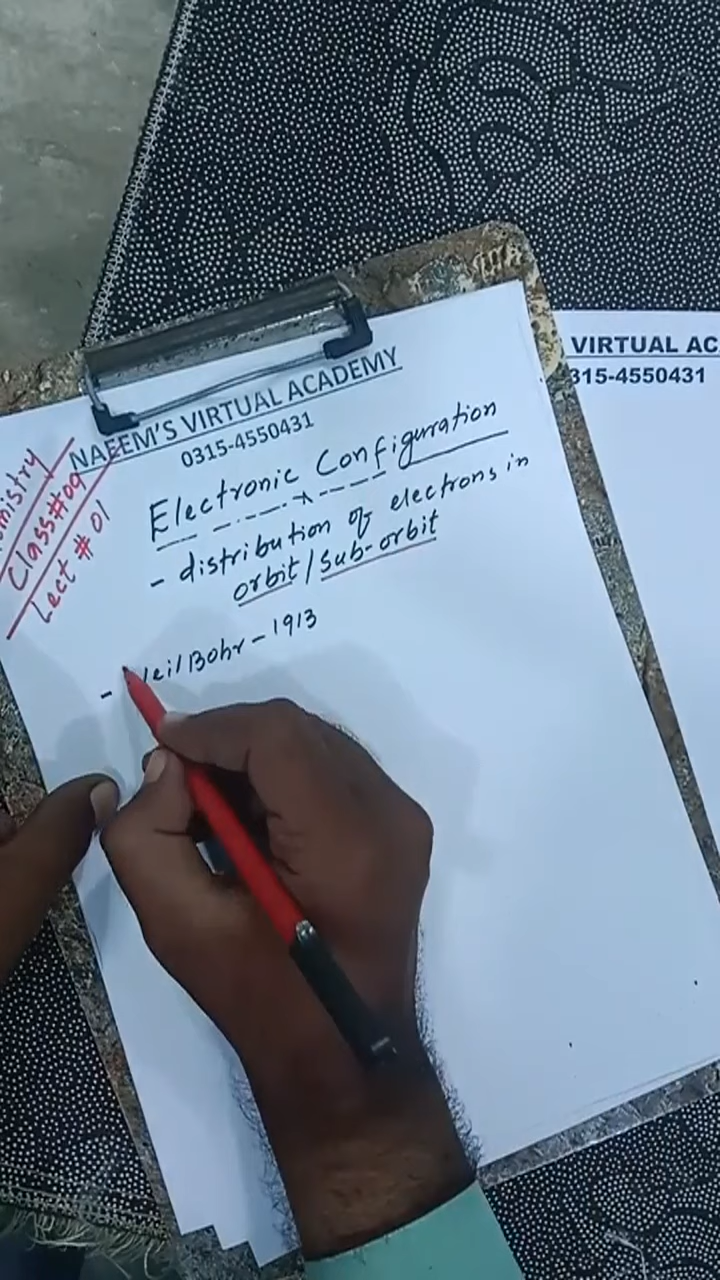 NAEEM'S VIRTUAL ACADEMY
0315-4550431
Class#09
Lect # 01
Electronic Configuration
- distribution of electrons in
orbit / Sub-orbit
- Neil Bohr - 1913
VIRTUAL AC
315-4550431